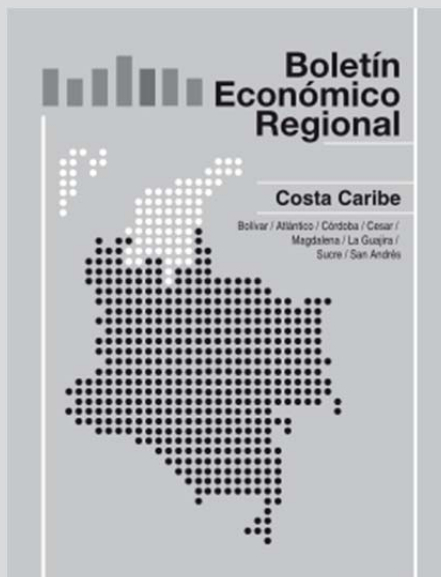 Boletín
Económico
Regional
Costa Caribe
Bolívar / Atlántico / Córdoba / Cesar /
Magdalena / La Guajira /
Sucre / San Andrés